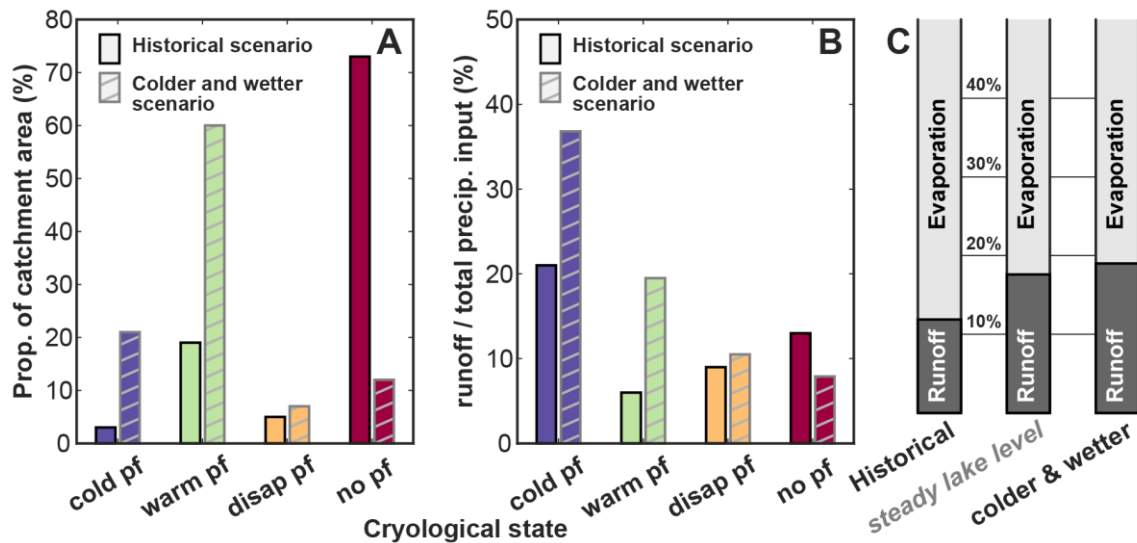 A
Historical scenario
Colder and wetter
scenario
Prop. of catchment area (%)
80
70
60
50
40
30
20
10
0
cold pf
warm pf
disap pf
no pf
B
Historical scenario
Colder and wetter
scenario
runoff / total precip. input (%)
50
40
30
20
10
0
cold pf
warm pf
disap pf
no pf
Cryological state
C
40%
30%
20%
10%
Evaporation
Evaporation
Evaporation
Runoff
Runoff
Runoff
Historical
steady lake level
colder & wetter